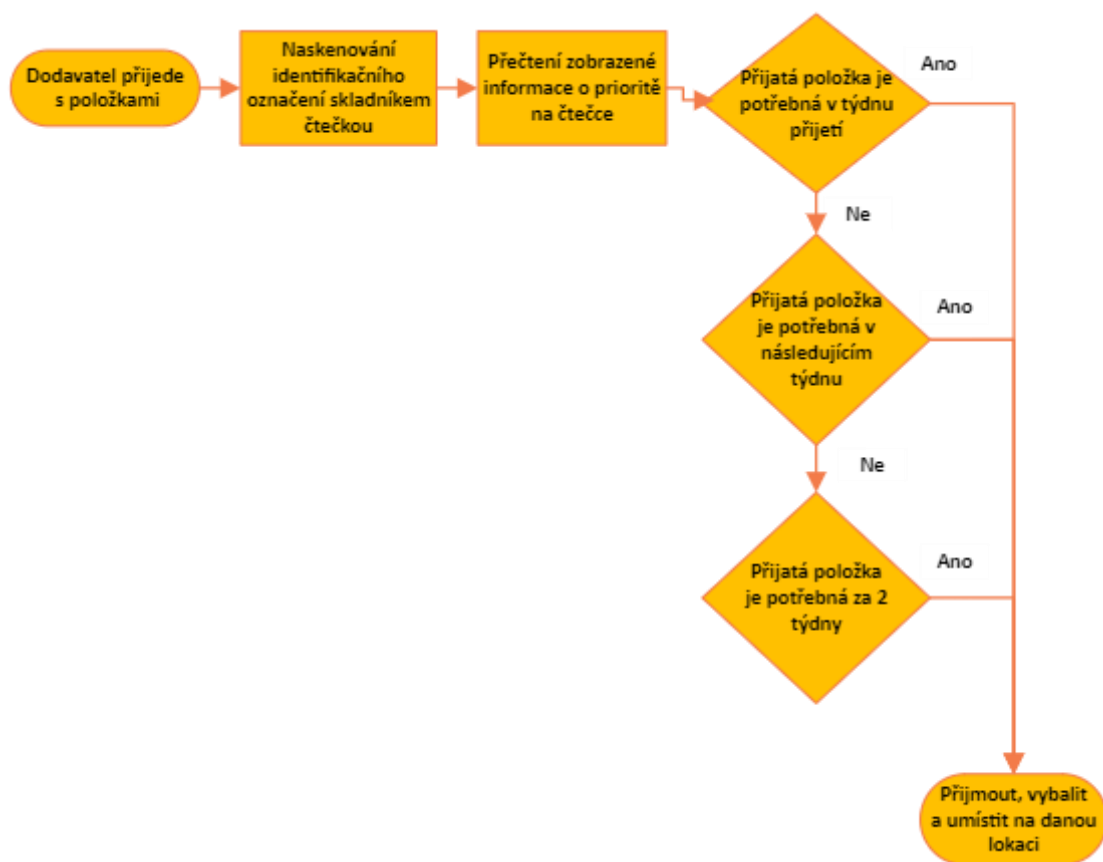 Dodavatel přijede
s položkami
Naskenování
identifikačního
označení skladníkem
čtečkou
Přečtení zobrazené
informace o prioritě
na čtečce
Přijatá položka je
potřebná v týdnu
přijetí
Ano
Ne
Přijatá položka
je potřebná v
následujícím
týdnu
Ano
Ne
Přijatá položka
je potřebná za 2
týdny
Ano
Přijmout, vybalit
a umístit na danou
lokaci